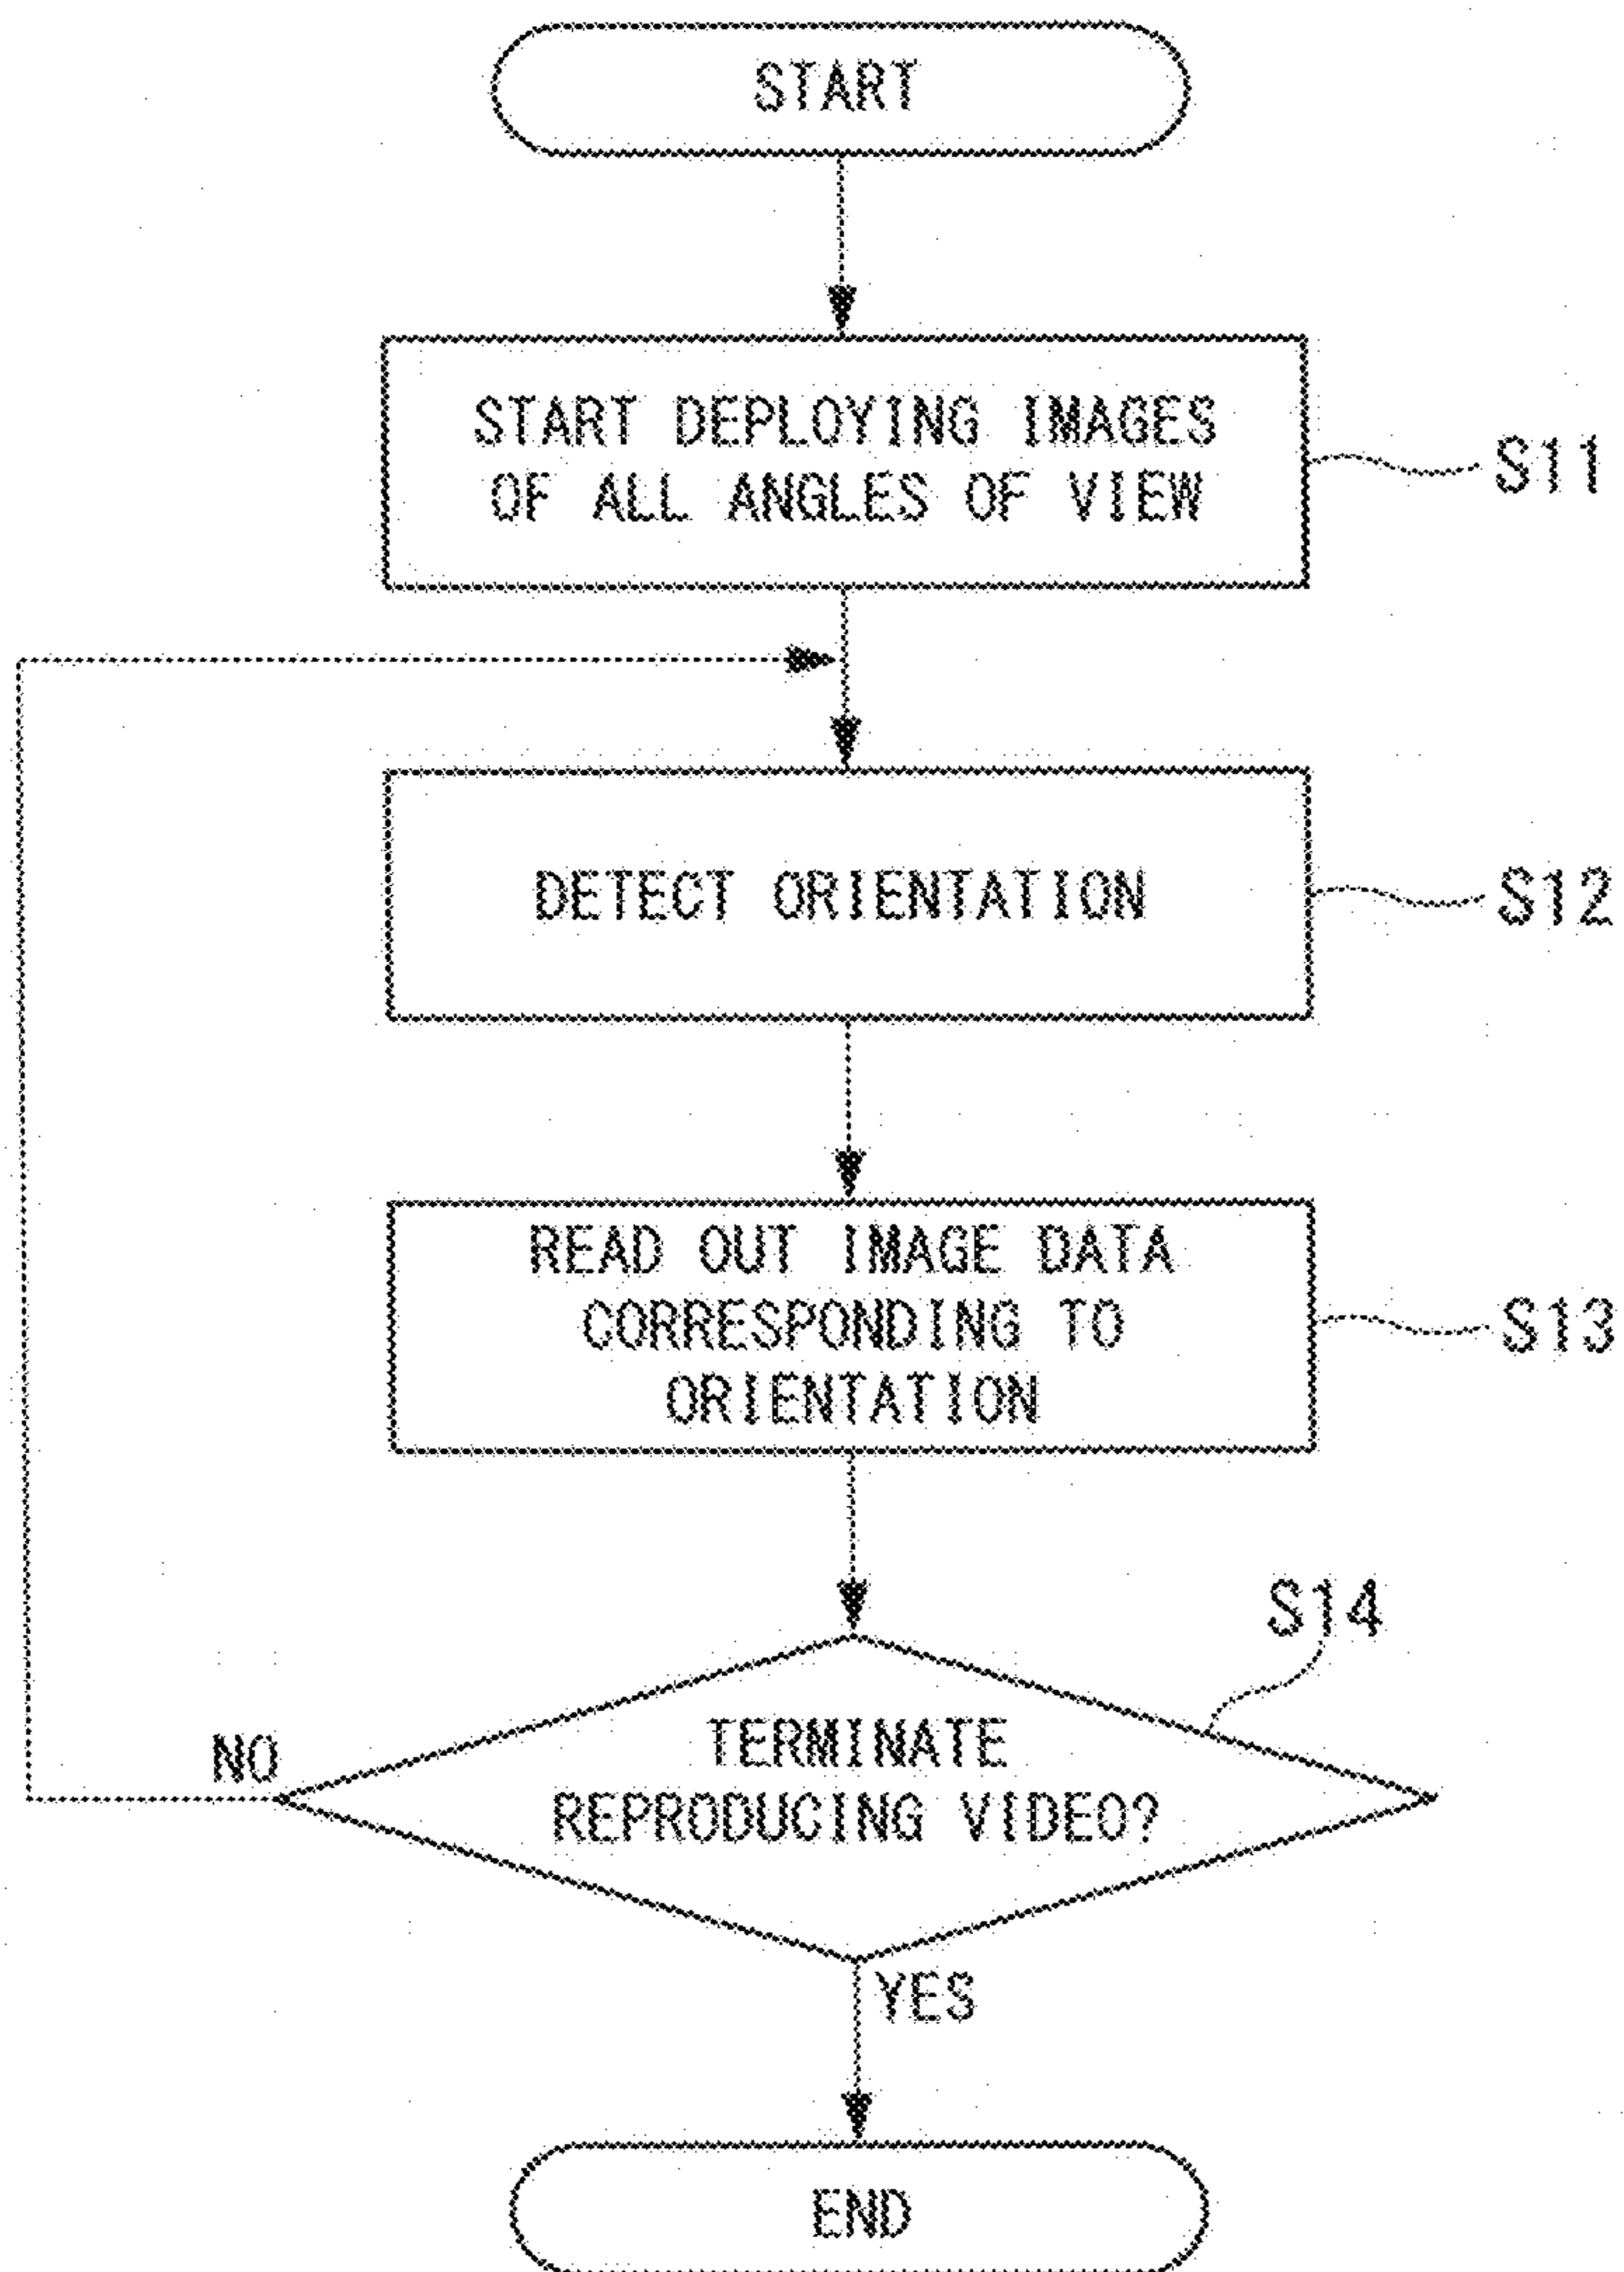 START
START DEPLOYING IMAGES
OF ALL ANGLES OF VIEW
S11
DETECT ORIENTATION
S12
READ OUT IMAGE DATA
CORRESPONDING TO
ORIENTATION
S13
S14
TERMINATE
REPRODUCING VIDEO?
NO
YES
END